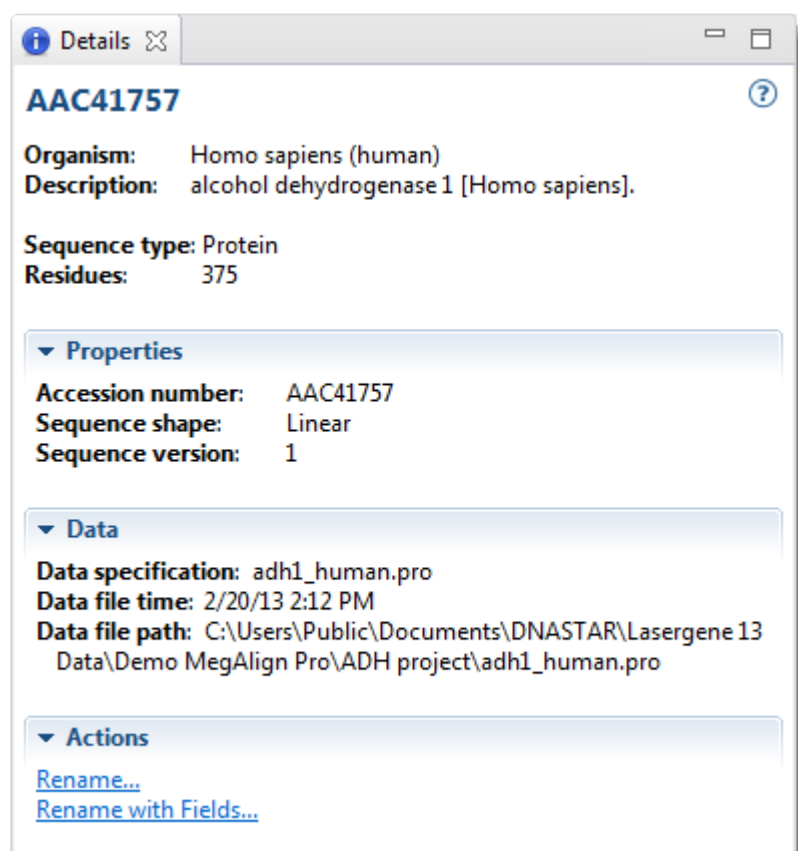 Details
AAC41757
Organism: Homo sapiens (human)
Description: alcohol dehydrogenase 1 [Homo sapiens].
Sequence type: Protein
Residues: 375
Properties
Accession number: AAC41757
Sequence shape: Linear
Sequence version: 1
Data
Data specification: adh1_human.pro
Data file time: 2/20/13 2:12 PM
Data file path: C:\Users\Public\Documents\DNASTAR\Lasergene 13
Data\Demo MegAlign Pro\ADH project\adh1_human.pro
Actions
Rename...
Rename with Fields...